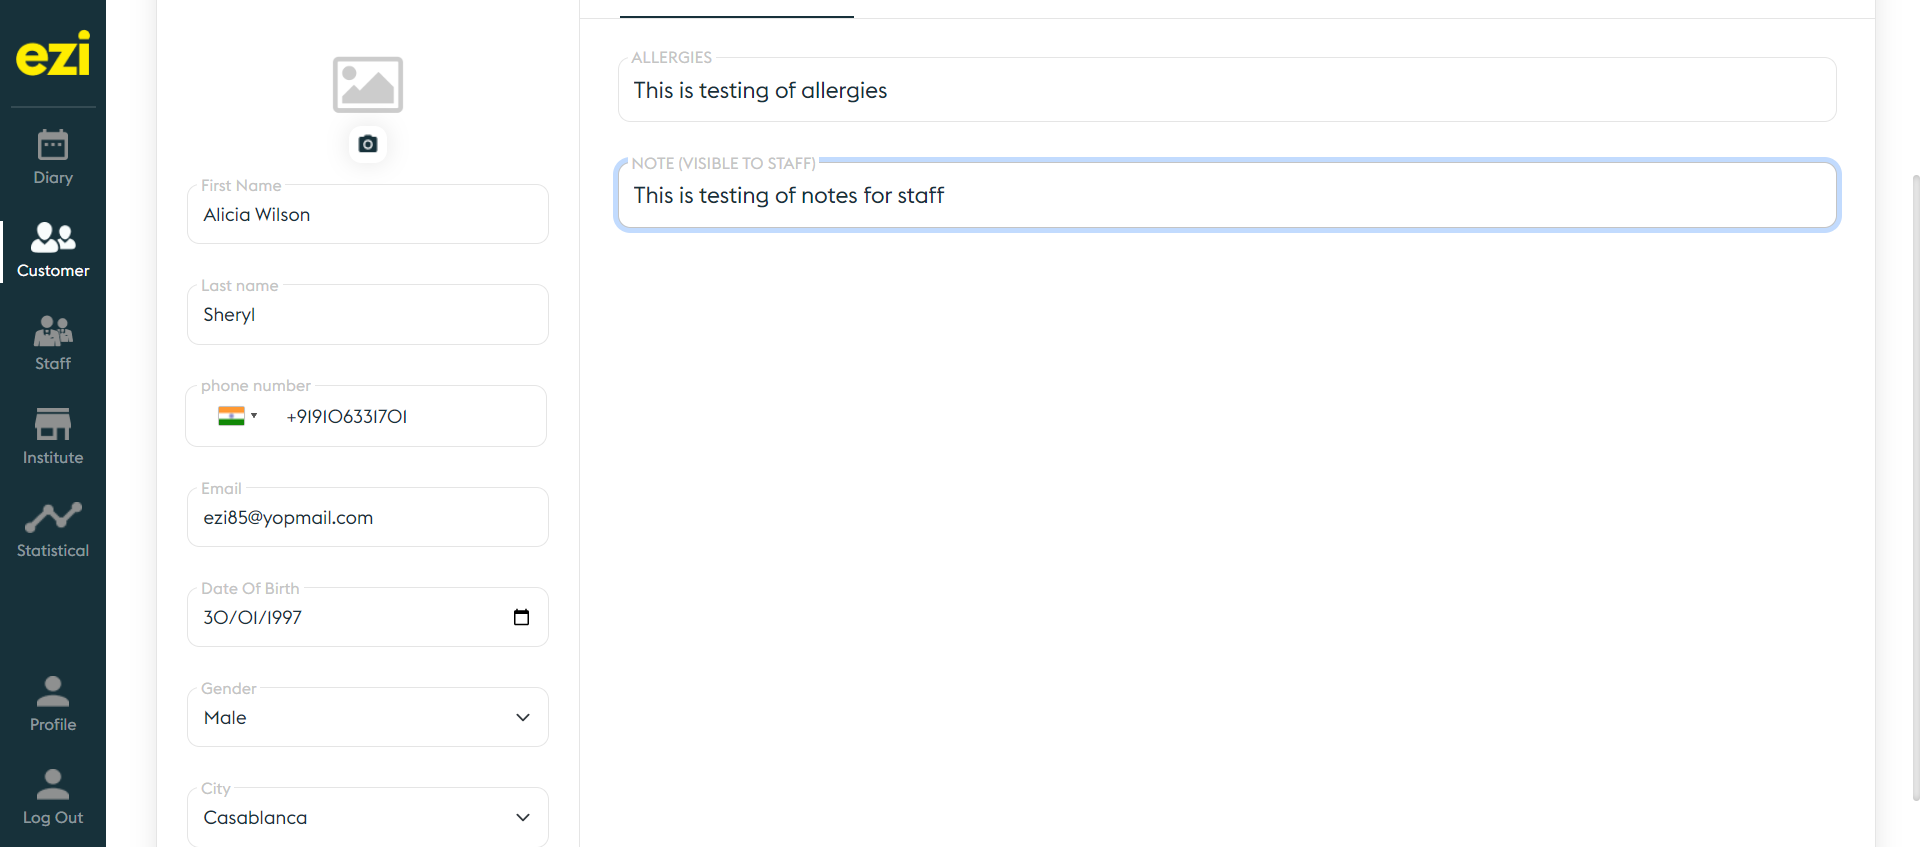 ezi
Diary
Customer
Staff
Institute
Statistical
Profile
Log Out
First Name
Alicia Wilson
Last name
Sheryl
phone number
+919106331701
Email
ezi85@yopmail.com
Date Of Birth
30/01/1997
Gender
Male
City
Casablanca
ALLERGIES
This is testing of allergies
NOTE (VISIBLE TO STAFF)
This is testing of notes for staff